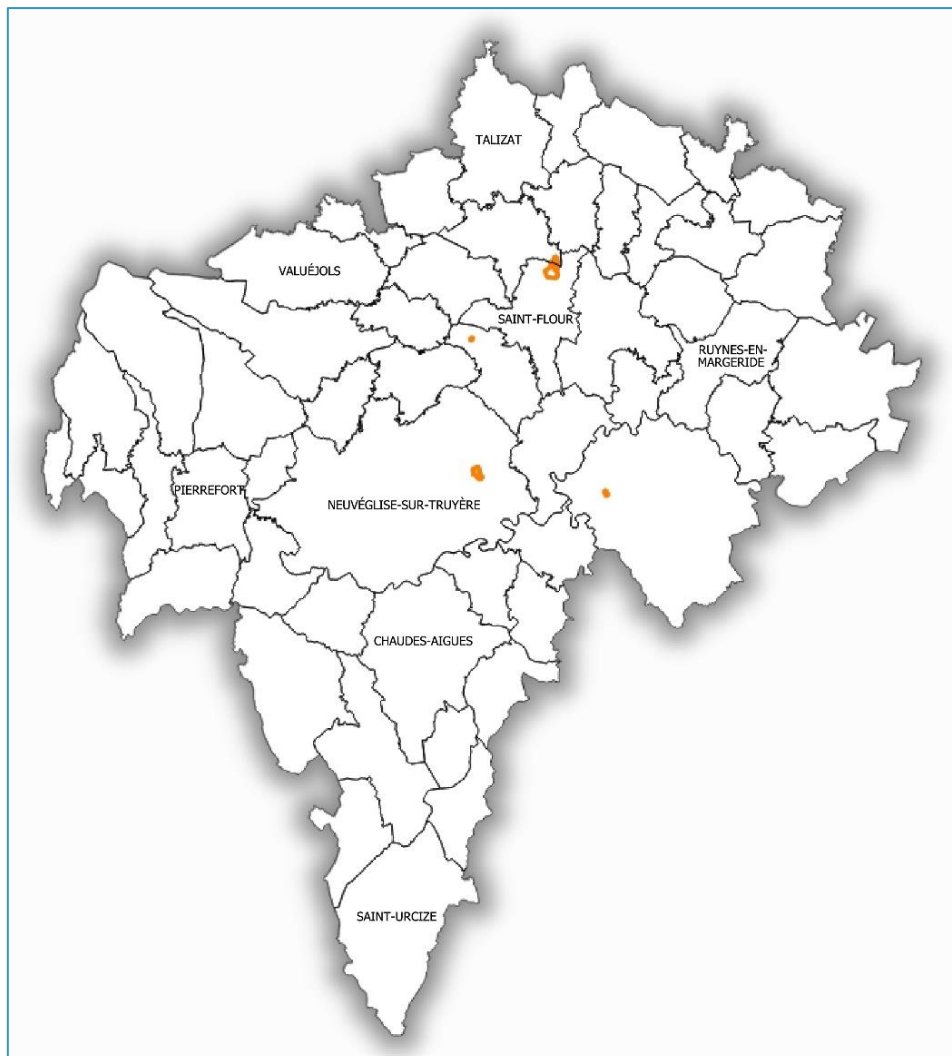 TALIZAT
VALUÉJOLS
SAINT-FLOUR
RUYNES-EN-
MARGERIDE
PIERREFORT
NEUVÉGLISE-SUR-TRUYÈRE
CHAUDES-AIGUES
SAINT-URCIZE